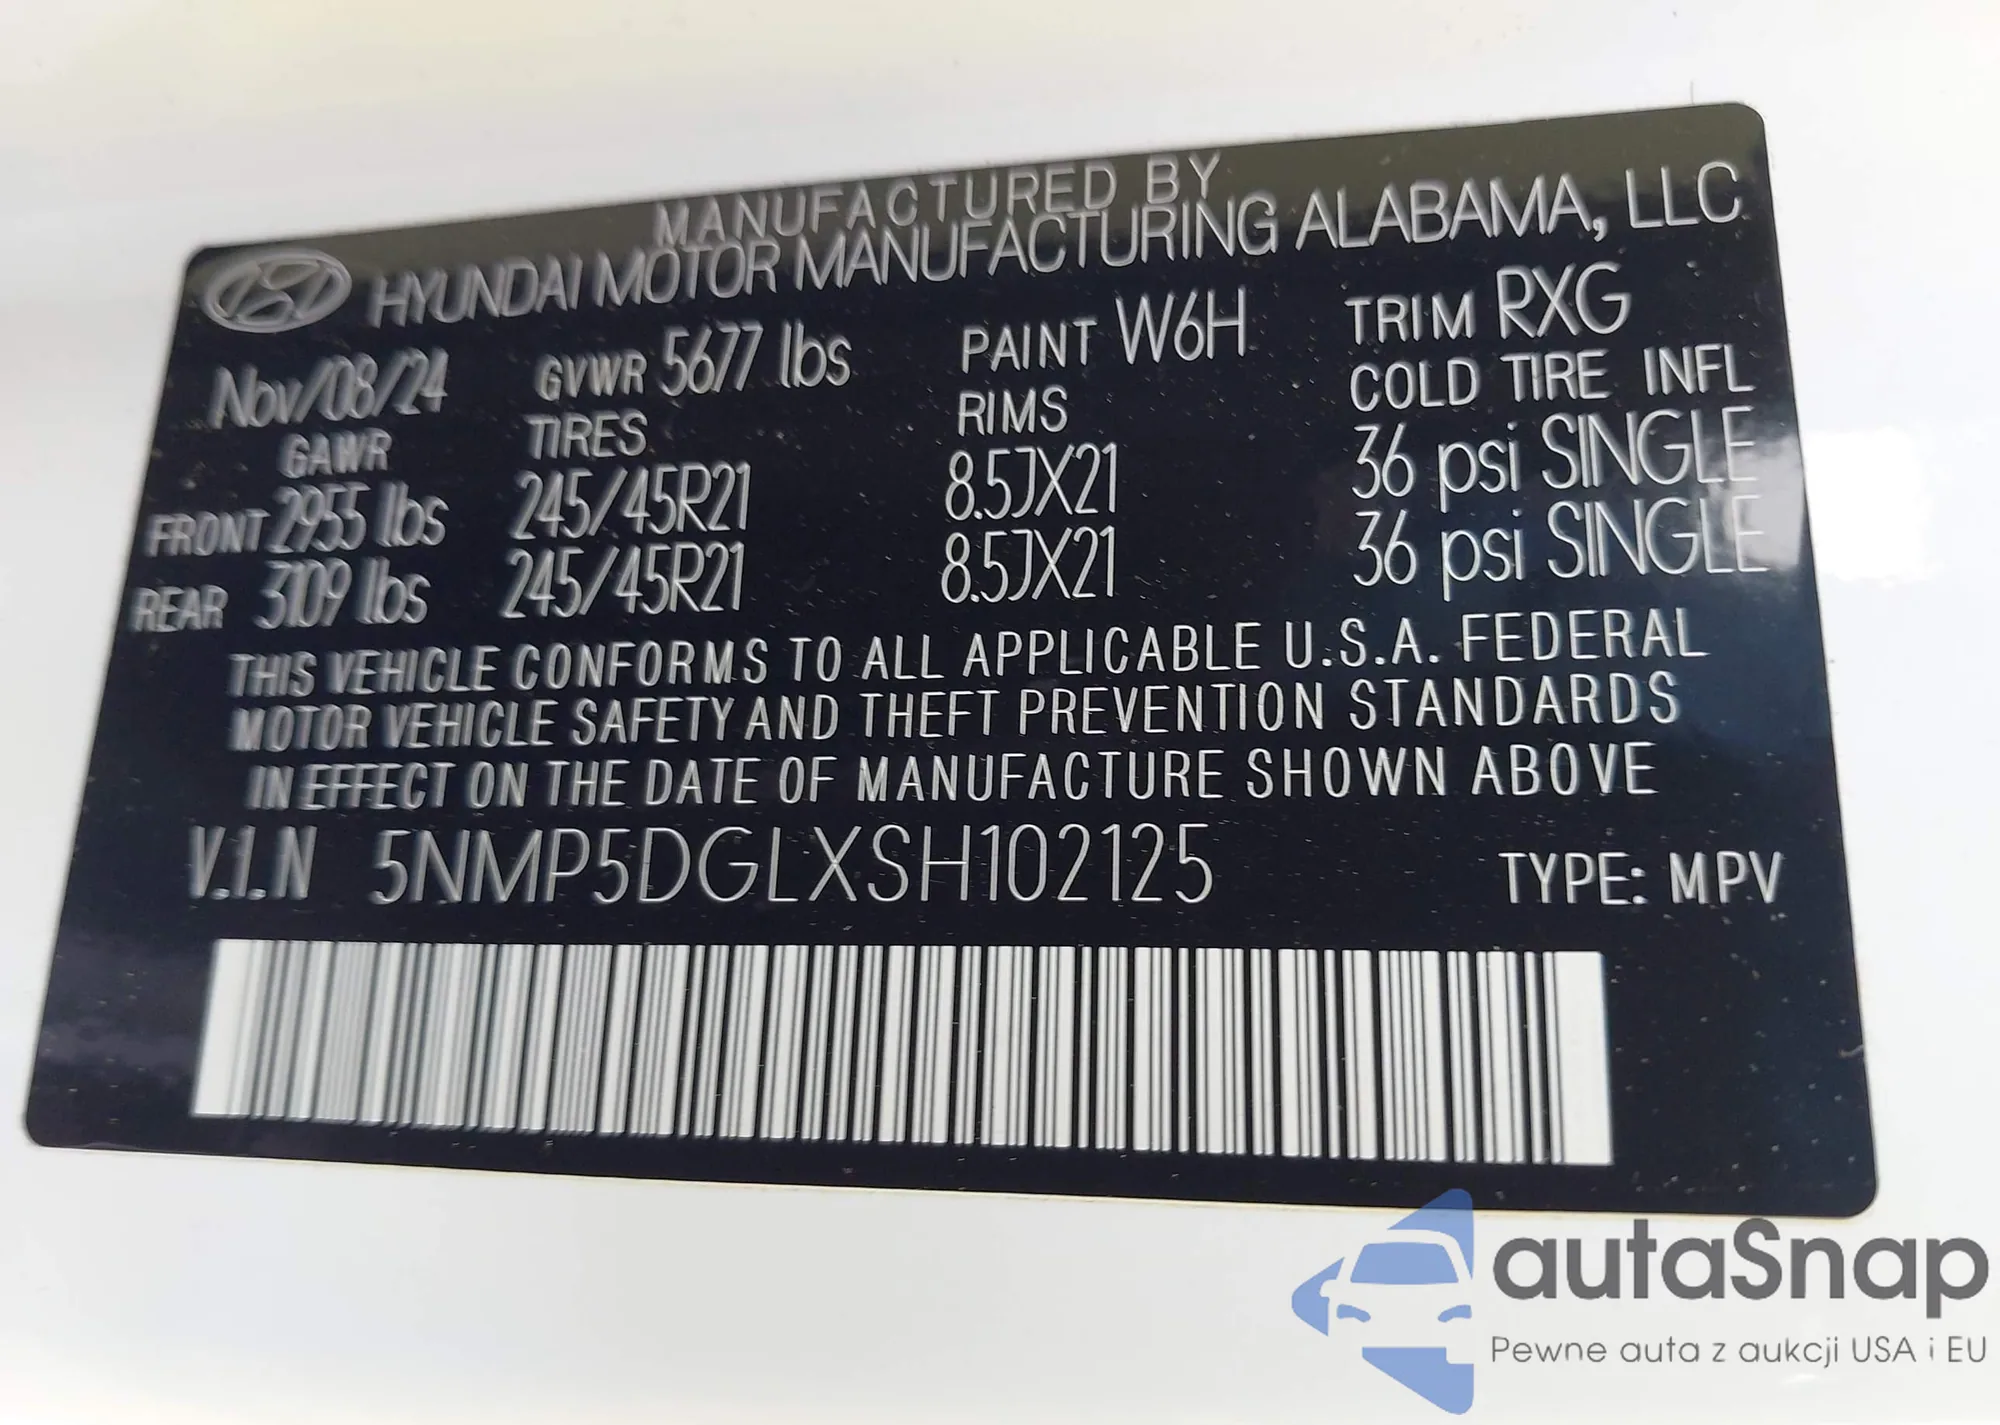 MANUFACTURED BY
HYUNDAI MOTOR MANUFACTURING ALABAMA, LLC
Nov/08/24 GVWR 5677 lbs PAINT W6H TRIM RXG
GAWR TIRES RIMS COLD TIRE INFL
FRONT 2955 lbs 245/45R21 8.5JX21 36 psi SINGLE
REAR 3109 lbs 245/45R21 8.5JX21 36 psi SINGLE
THIS VEHICLE CONFORMS TO ALL APPLICABLE U.S.A. FEDERAL
MOTOR VEHICLE SAFETY AND THEFT PREVENTION STANDARDS
IN EFFECT ON THE DATE OF MANUFACTURE SHOWN ABOVE
V.I.N 5NMP5DGLXSH102125 TYPE: MPV
autaSnap
Pewne auta z aukcji USA i EU